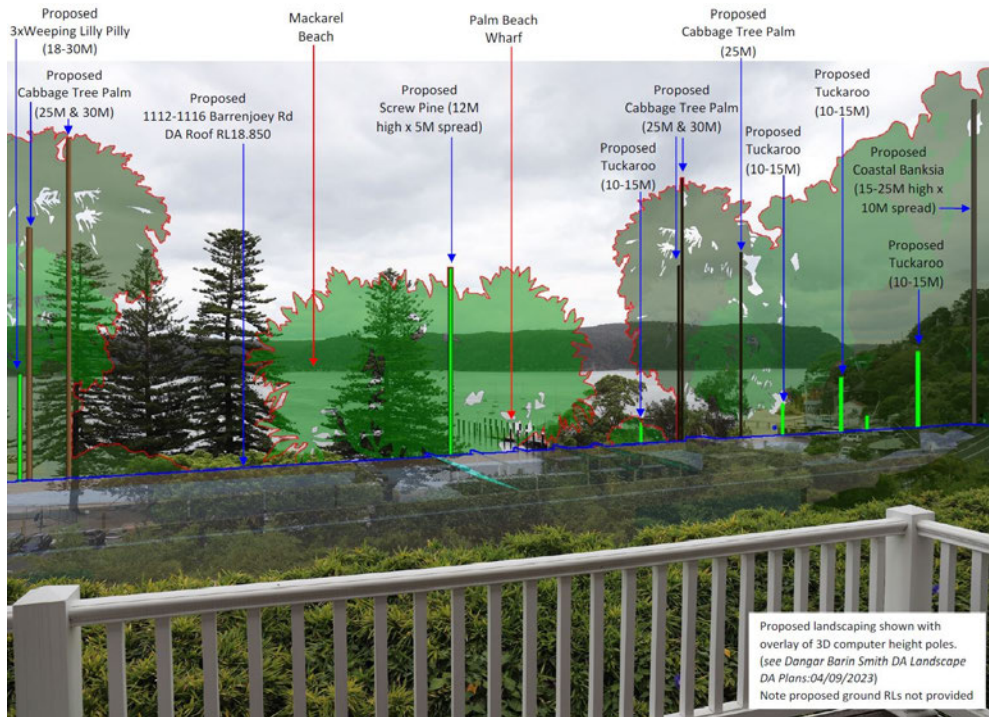 Proposed
3xWeeping Lilly Pilly
(18-30M)
Proposed
Cabbage Tree Palm
(25M & 30M)
Proposed
1112-1116 Barrenjoey Rd
DA Roof RL18.850
Mackarel
Beach
Proposed
Screw Pine (12M
high x 5M spread)
Palm Beach
Wharf
Proposed
Tuckaroo
(10-15M)
Proposed
Cabbage Tree Palm
(25M & 30M)
Proposed
Cabbage Tree Palm
(25M)
Proposed
Tuckaroo
(10-15M)
Proposed
Tuckaroo
(10-15M)
Proposed
Coastal Banksia
(15-25M high x
10M spread)
Proposed
Tuckaroo
(10-15M)
Proposed landscaping shown with
overlay of 3D computer height poles.
(see Dangar Barin Smith DA Landscape
DA Plans:04/09/2023)
Note proposed ground RLs not provided